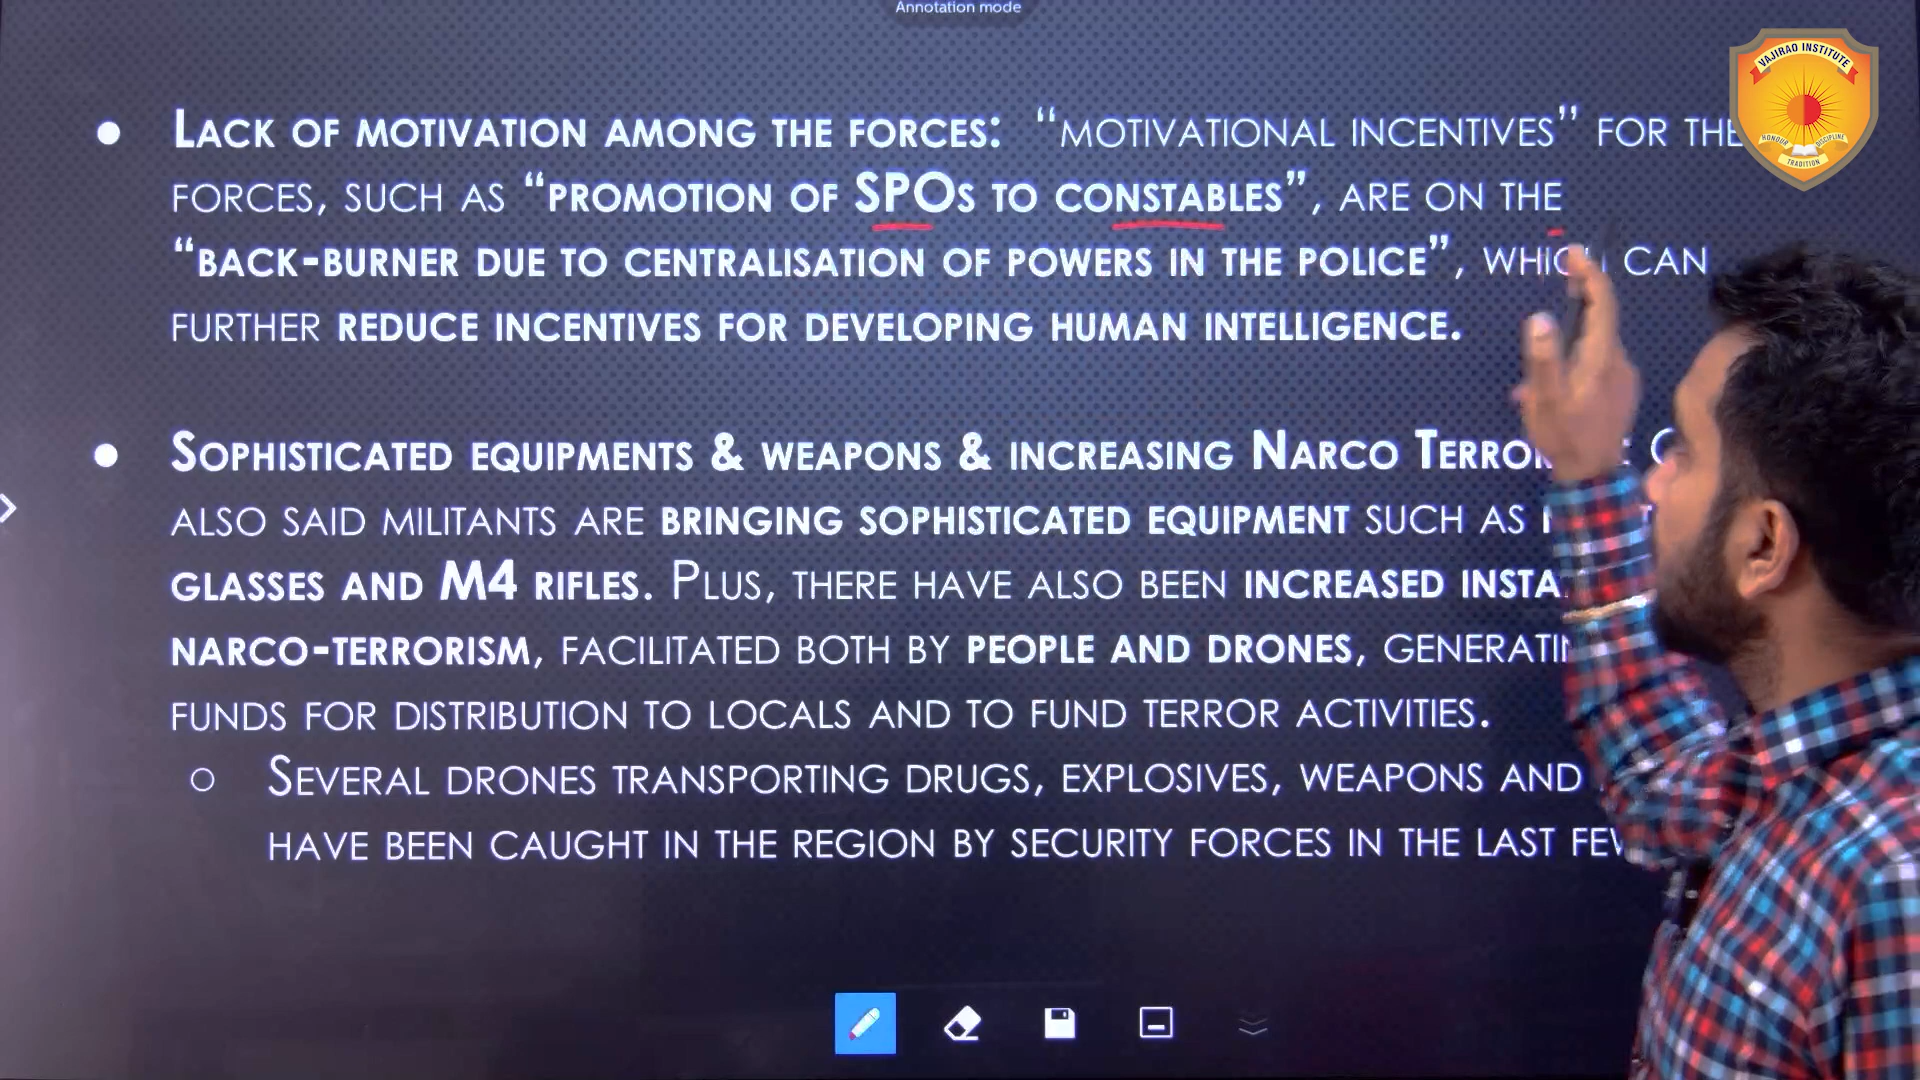 Annotation mode
VAJIRAO INSTITUTE
HONOUR DISCIPLINE
TRADITION
● LACK OF MOTIVATION AMONG THE FORCES: “MOTIVATIONAL INCENTIVES” FOR THE
FORCES, SUCH AS “PROMOTION OF SPOS TO CONSTABLES”, ARE ON THE
“BACK-BURNER DUE TO CENTRALISATION OF POWERS IN THE POLICE”, WHICH CAN
FURTHER REDUCE INCENTIVES FOR DEVELOPING HUMAN INTELLIGENCE.
● SOPHISTICATED EQUIPMENTS & WEAPONS & INCREASING NARCO
ALSO SAID MILITANTS ARE BRINGING SOPHISTICATED EQUIPMENT SUCH AS
GLASSES AND M4 RIFLES. PLUS, THERE HAVE ALSO BEEN INCREASED
NARCO-TERRORISM, FACILITATED BOTH BY PEOPLE AND DRONES,
FUNDS FOR DISTRIBUTION TO LOCALS AND TO FUND TERROR ACTIVITIES.
○ SEVERAL DRONES TRANSPORTING DRUGS, EXPLOSIVES, WEAPONS AND
HAVE BEEN CAUGHT IN THE REGION BY SECURITY FORCES IN THE LAST